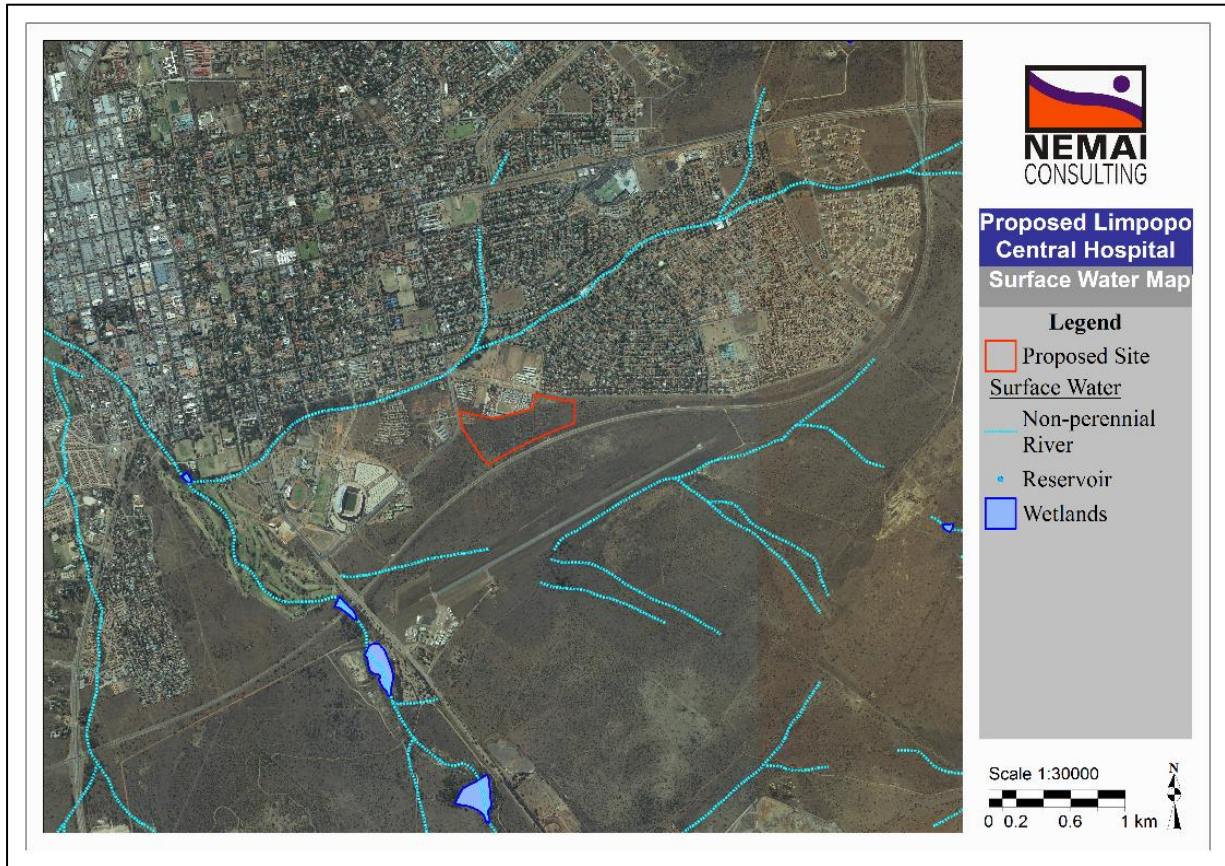 NEMAI
CONSULTING
Proposed Limpopo
Central Hospital
Surface Water Map
Legend
Proposed Site
Surface Water
Non-perennial
River
Reservoir
Wetlands
Scale 1:30000
N
0 0.2 0.6 1 km